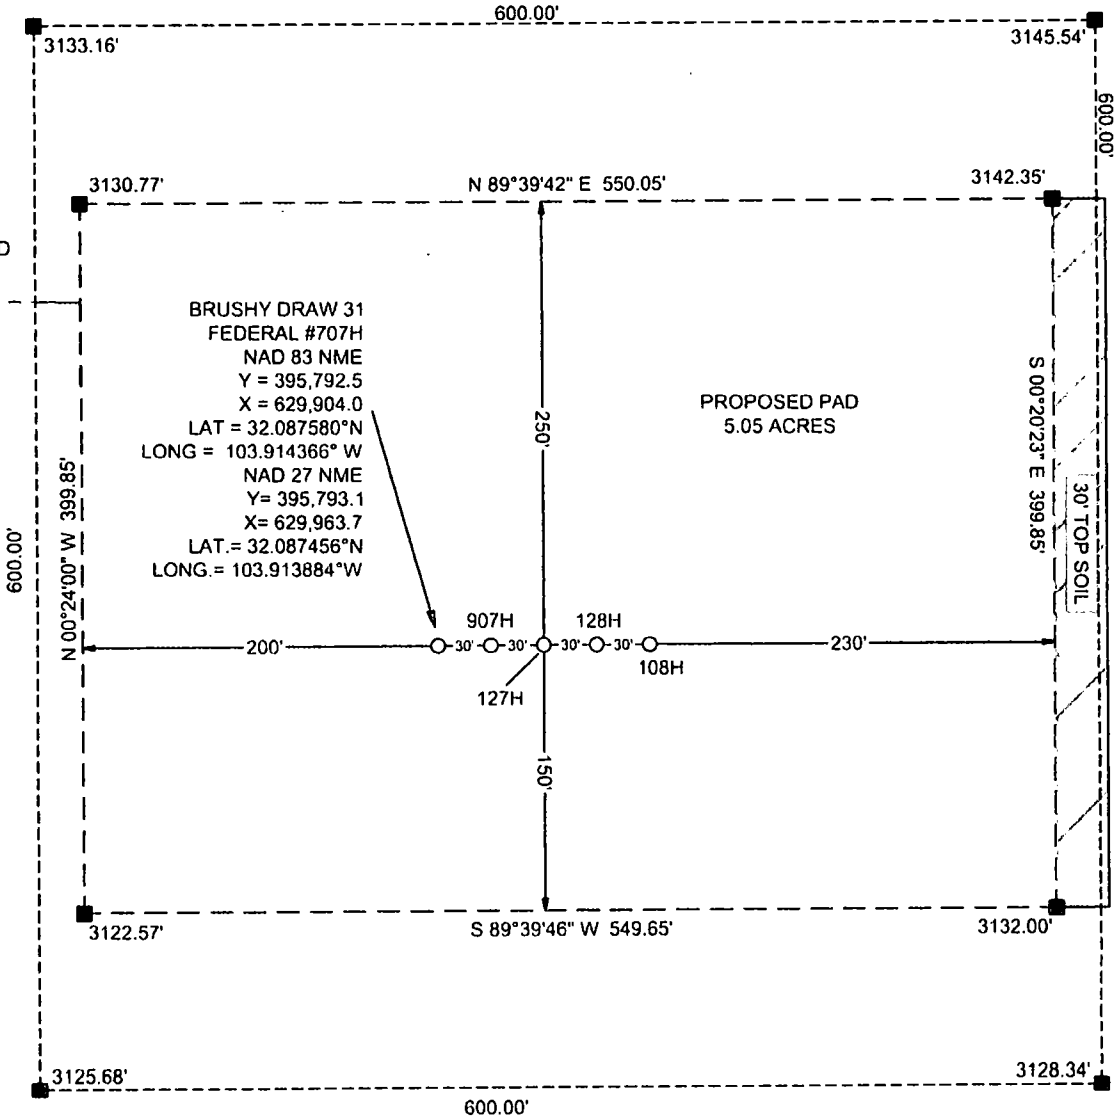 600.00'
3133.16'
3145.54'
600.00'
3130.77'
N 89°39'42" E 550.05'
3142.35'
D
BRUSHY DRAW 31
FEDERAL #707H
NAD 83 NME
Y = 395,792.5
X = 629,904.0
LAT = 32.087580°N
LONG = 103.914366° W
NAD 27 NME
Y= 395,793.1
X= 629,963.7
LAT.= 32.087456°N
LONG.= 103.913884°W
PROPOSED PAD
5.05 ACRES
250'
S 00°20'23" E 399.85'
30' TOP SOIL
N 00°24'00" W 399.85'
600.00'
907H
128H
200'
30'
30'
30'
30'
230'
108H
127H
150'
3122.57'
S 89°39'46" W 549.65'
3132.00'
3125.68'
3128.34'
600.00'